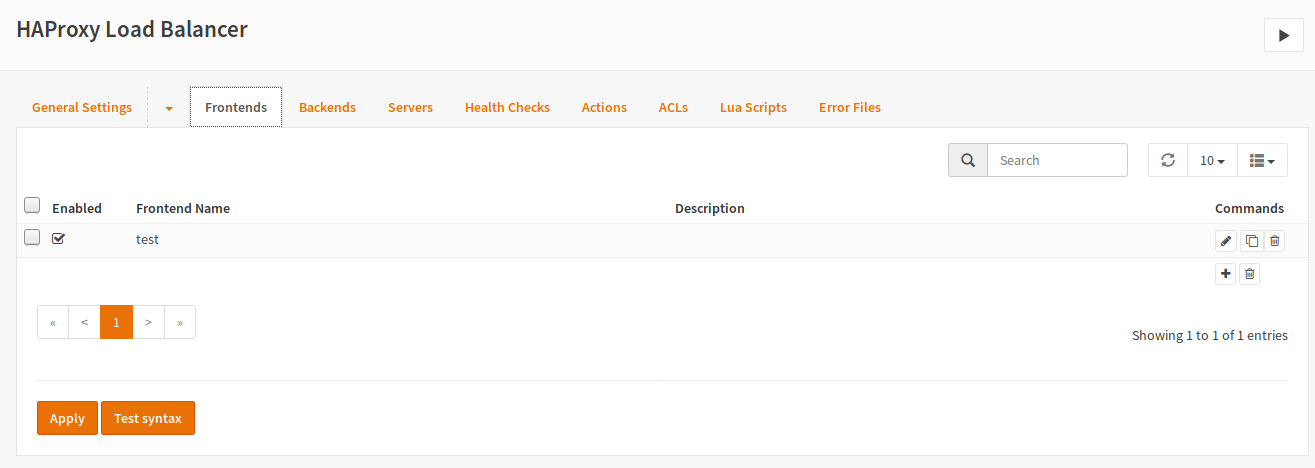 HAProxy Load Balancer
General Settings Frontends Backends Servers Health Checks Actions ACLs Lua Scripts Error Files
Search 10
Enabled Frontend Name Description Commands
test
« < 1 > »
Showing 1 to 1 of 1 entries
Apply Test syntax